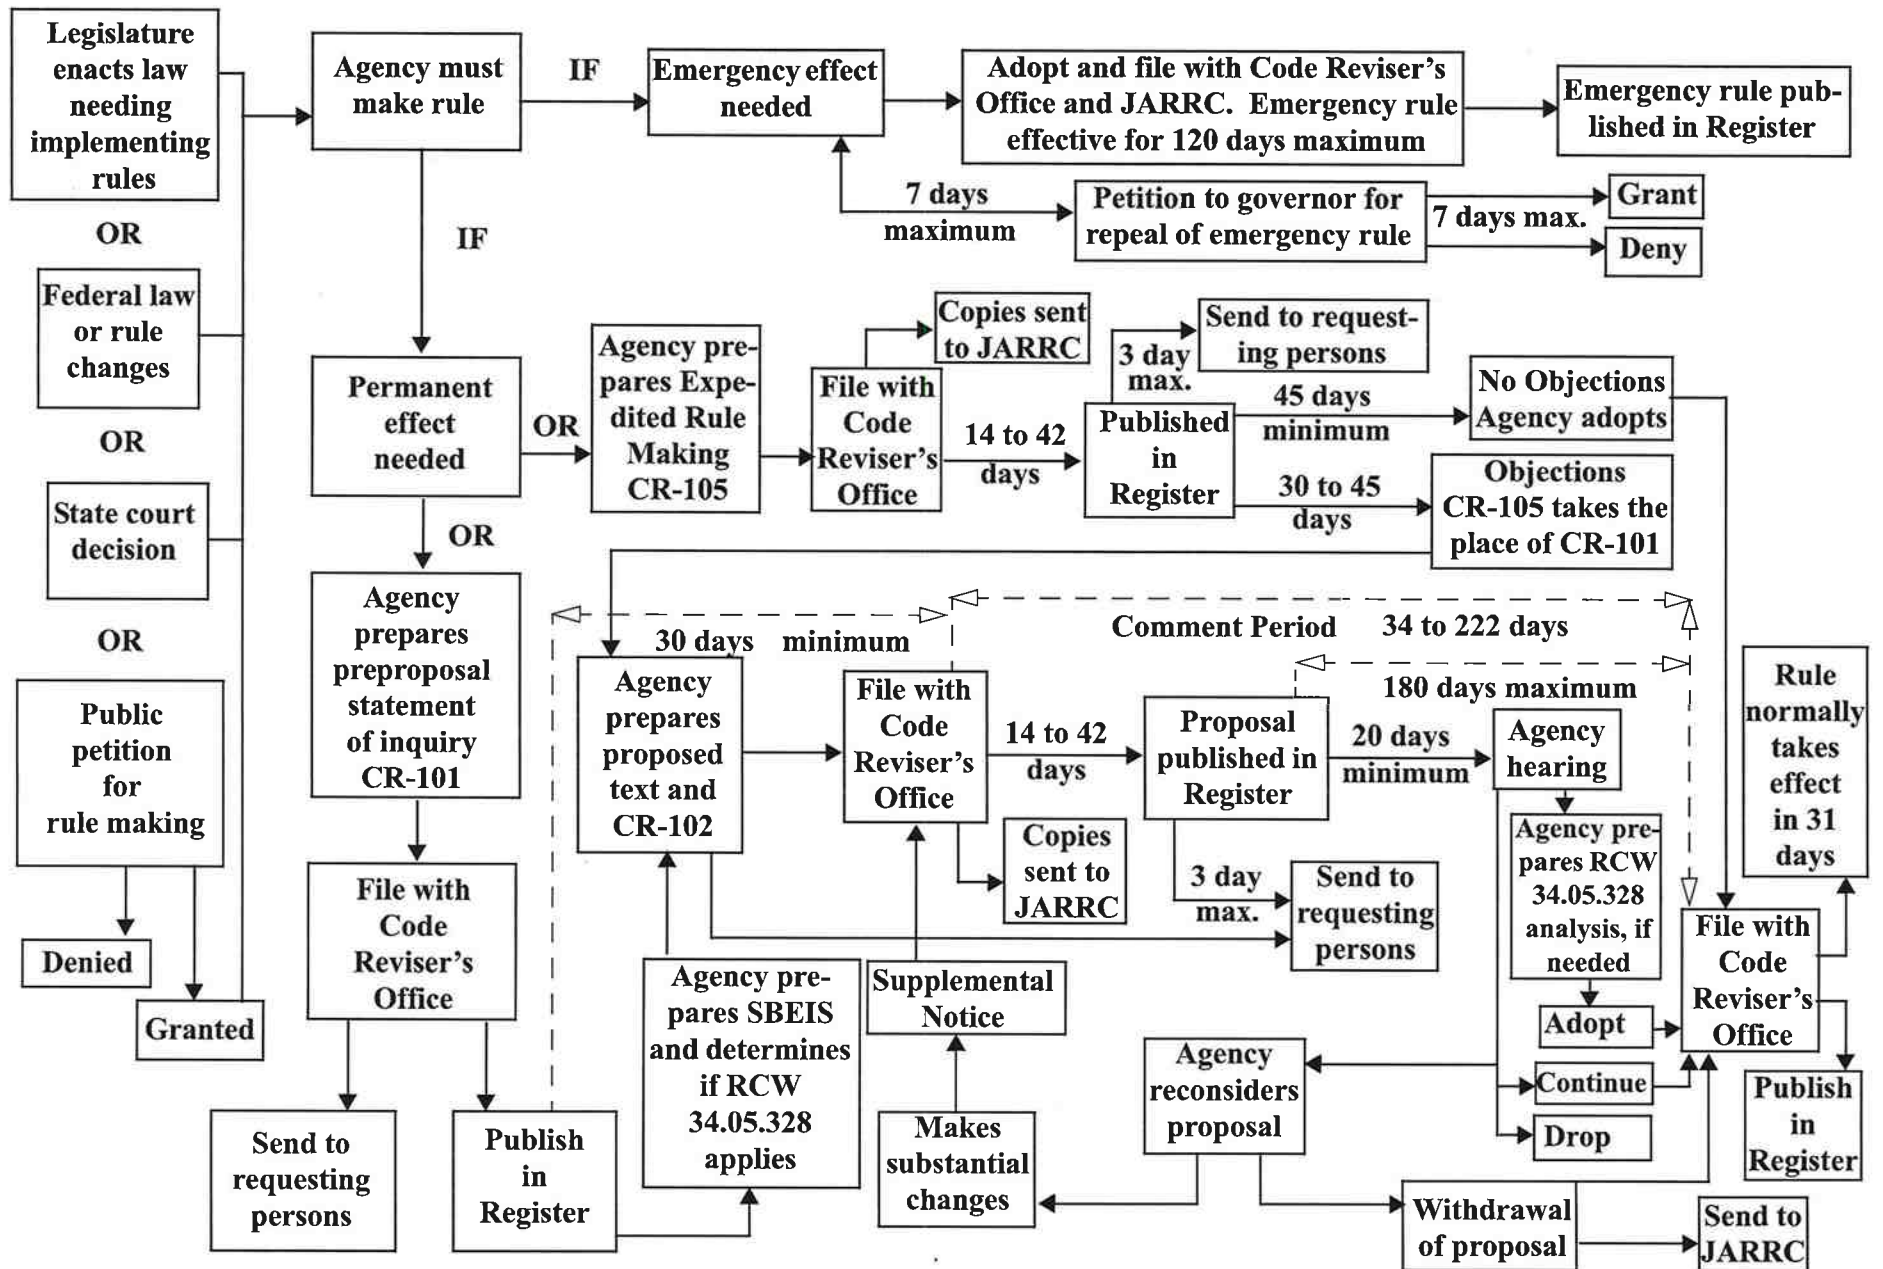 Legislature
enacts law
needing
implementing
rules
OR
Federal law
or rule
changes
OR
State court
decision
OR
Public
petition
for
rule making
Denied
Granted
Agency must
make rule
IF
Emergency effect
needed
Adopt and file with Code Reviser's
Office and JARRC. Emergency rule
effective for 120 days maximum
Emergency rule pub-
lished in Register
7 days
maximum
Petition to governor for
repeal of emergency rule
7 days max.
Grant
Deny
IF
Permanent
effect
needed
OR
Agency pre-
pares Expe-
dited Rule
Making
CR-105
File with
Code
Reviser's
Office
Copies sent
to JARRC
14 to 42
days
Published
in
Register
3 day
max.
Send to request-
ing persons
45 days
minimum
No Objections
Agency adopts
30 to 45
days
Objections
CR-105 takes the
place of CR-101
OR
Agency
prepares
preproposal
statement
of inquiry
CR-101
File with
Code
Reviser's
Office
Send to
requesting
persons
Publish
in
Register
30 days minimum
Agency
prepares
proposed
text and
CR-102
Agency pre-
pares SBEIS
and determines
if RCW
34.05.328
applies
File with
Code
Reviser's
Office
Copies
sent to
JARRC
Supplemental
Notice
Makes
substantial
changes
Comment Period 34 to 222 days
180 days maximum
14 to 42
days
Proposal
published in
Register
3 day
max.
Send to
requesting
persons
20 days
minimum
Agency
hearing
Agency pre-
pares RCW
34.05.328
analysis, if
needed
Adopt
Continue
Drop
Agency
reconsiders
proposal
Withdrawal
of proposal
Send to
JARRC
File with
Code
Reviser's
Office
Rule
normally
takes
effect
in 31
days
Publish
in
Register